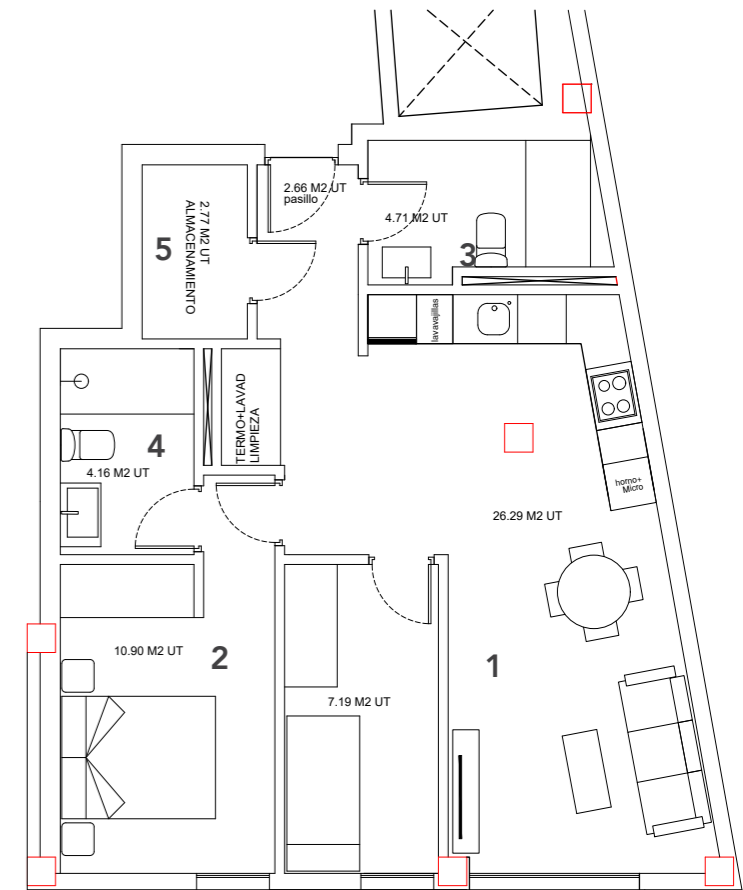 2.66 M2 UT
pasillo
2.77 M2 UT
ALMACENAMIENTO
5
4.71 M2 UT
3
lavavajillas
TERMO+LAVAD
LIMPIEZA
4
4.16 M2 UT
horno+
Micro
26.29 M2 UT
10.90 M2 UT
2
1
7.19 M2 UT